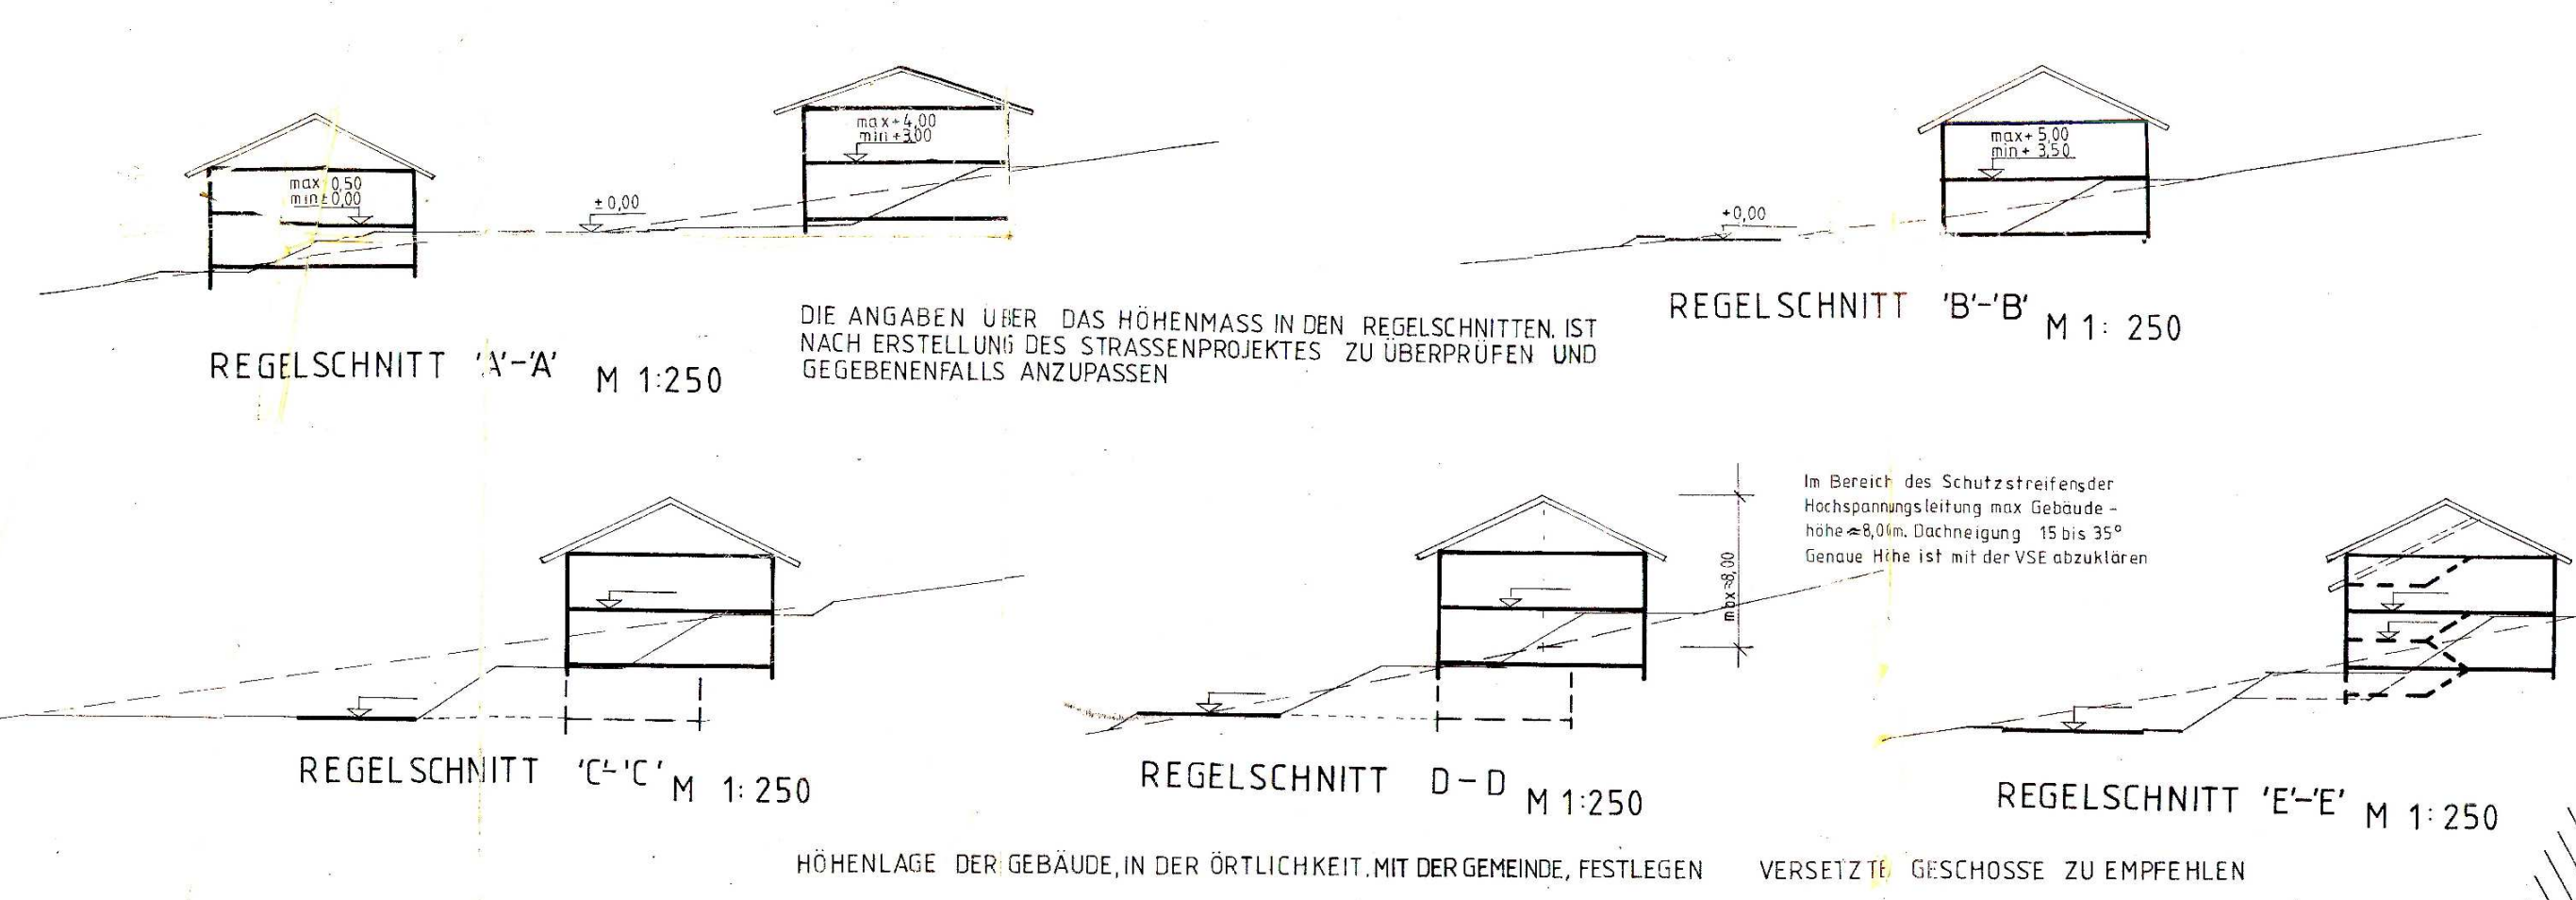 max+ 0,50
min±0,00
±0,00
max+4,00
min+3,00
+0,00
max+5,00
min+3,50
REGELSCHNITT 'A'-'A' M 1:250
DIE ANGABEN ÜBER DAS HÖHENMASS IN DEN REGELSCHNITTEN. IST
NACH ERSTELLUNG DES STRASSENPROJEKTES ZU ÜBERPRÜFEN UND
GEGEBENENFALLS ANZUPASSEN
REGELSCHNITT 'B'-'B' M 1:250
max≈8,00
Im Bereich des Schutzstreifensder
Hochspannungsleitung max Gebäude-
höhe≈8,00m. Dachneigung 15 bis 35°
Genaue Höhe ist mit der VSE abzuklären
REGELSCHNITT 'C'-'C' M 1:250
REGELSCHNITT D-D M 1:250
REGELSCHNITT 'E'-'E' M 1:250
HÖHENLAGE DER GEBÄUDE, IN DER ÖRTLICHKEIT. MIT DER GEMEINDE, FESTLEGEN
VERSETZTE GESCHOSSE ZU EMPFEHLEN